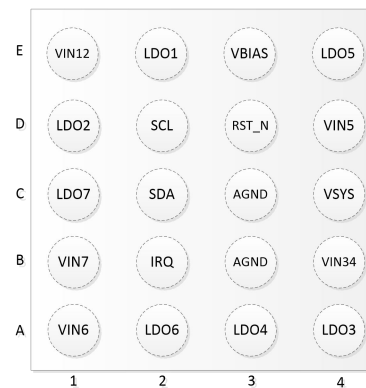 E VIN12 LDO1 VBIAS LDO5
D LDO2 SCL RST_N VIN5
C LDO7 SDA AGND VSYS
B VIN7 IRQ AGND VIN34
A VIN6 LDO6 LDO4 LDO3
1 2 3 4